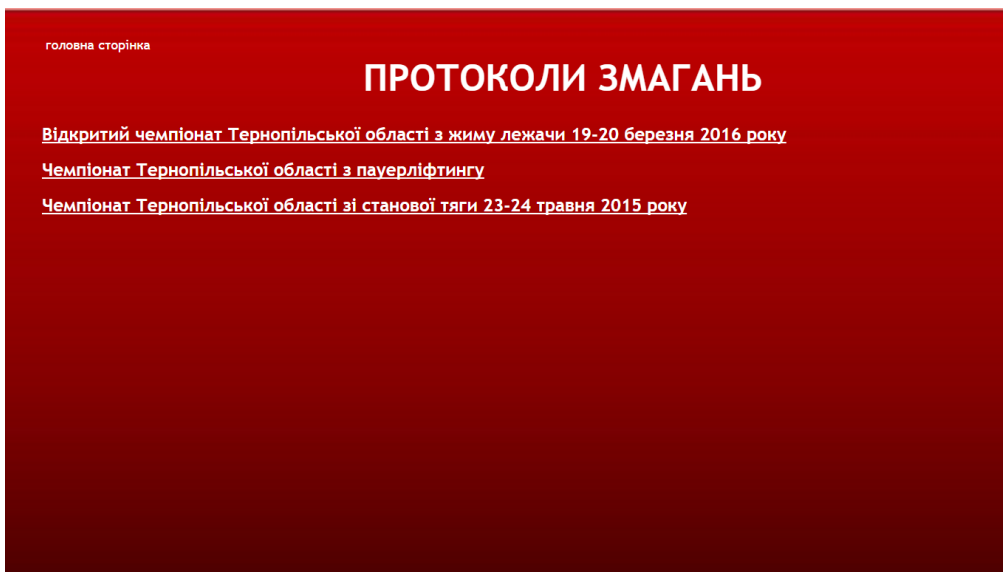 головна сторінка
ПРОТОКОЛИ ЗМАГАНЬ
Відкритий чемпіонат Тернопільської області з жиму лежачи 19-20 березня 2016 року
Чемпіонат Тернопільської області з пауерліфтингу
Чемпіонат Тернопільської області зі станової тяги 23-24 травня 2015 року